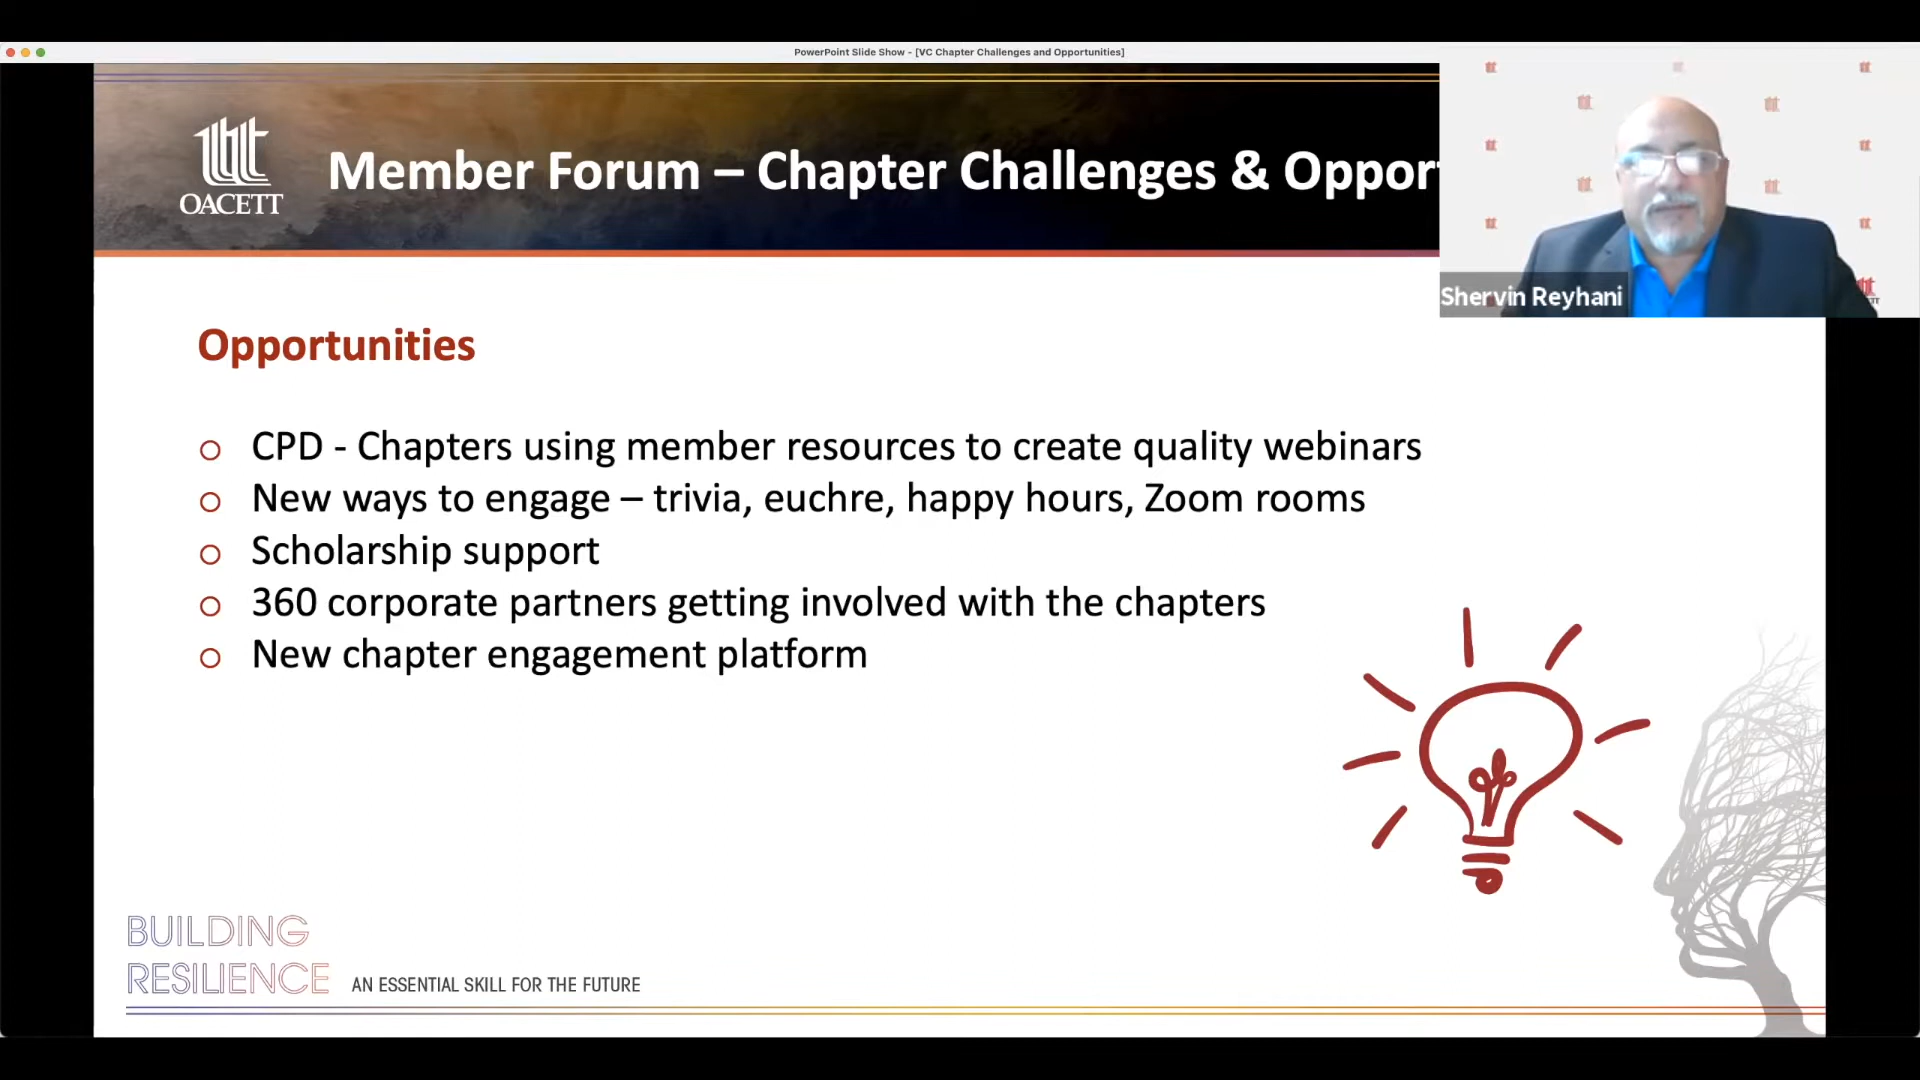 PowerPoint Slide Show - [VC Chapter Challenges and Opportunities]
OACETT
Member Forum – Chapter Challenges & Oppor
Shervin Reyhani
Opportunities
CPD - Chapters using member resources to create quality webinars
New ways to engage – trivia, euchre, happy hours, Zoom rooms
Scholarship support
360 corporate partners getting involved with the chapters
New chapter engagement platform
BUILDING
RESILIENCE AN ESSENTIAL SKILL FOR THE FUTURE